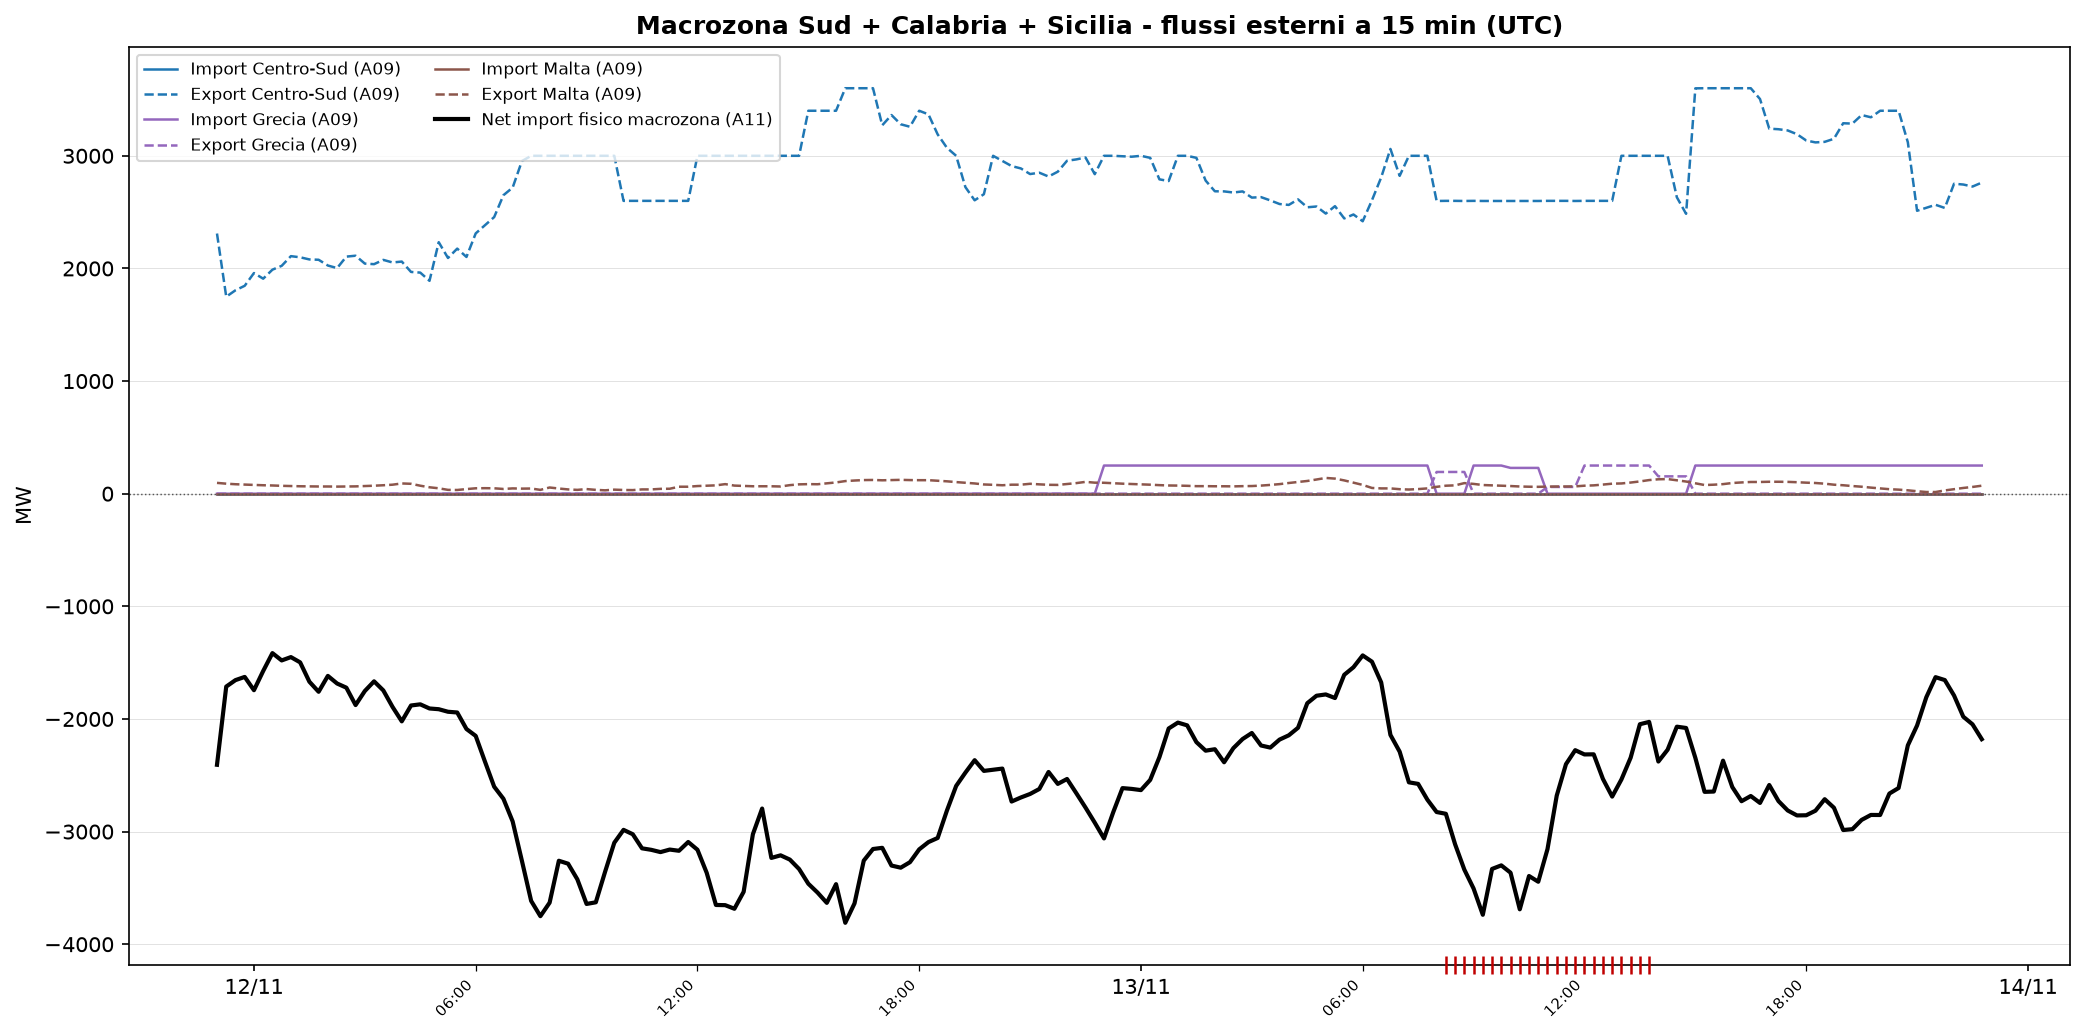 Macrozona Sud + Calabria + Sicilia - flussi esterni a 15 min (UTC)
Import Centro-Sud (A09)
Export Centro-Sud (A09)
Import Grecia (A09)
Export Grecia (A09)
Import Malta (A09)
Export Malta (A09)
Net import fisico macrozona (A11)
MW
3000
2000
1000
0
−1000
−2000
−3000
−4000
12/11
06:00
12:00
18:00
13/11
06:00
12:00
18:00
14/11